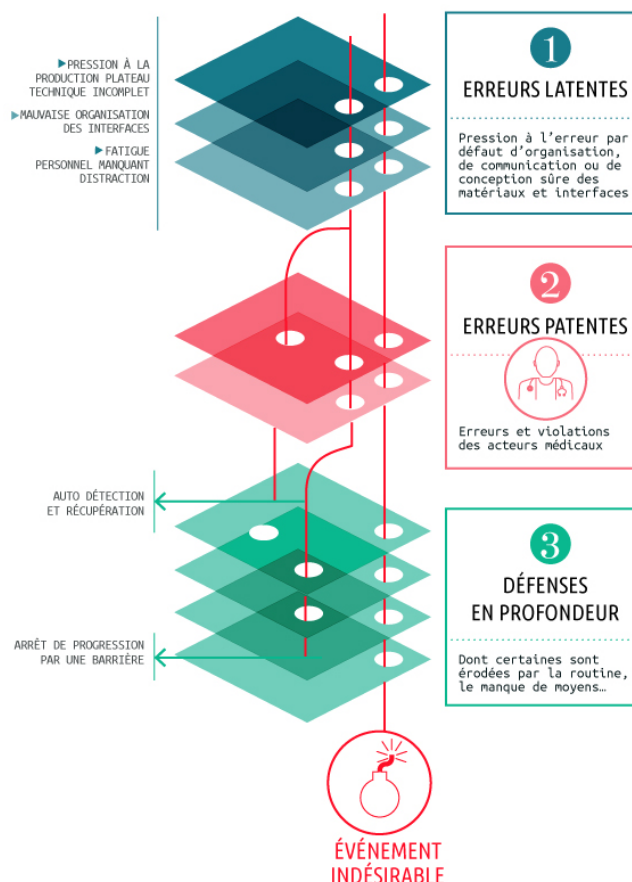 ▶PRESSION À LA
PRODUCTION PLATEAU
TECHNIQUE INCOMPLET
▶MAUVAISE ORGANISATION
DES INTERFACES
▶FATIGUE
PERSONNEL MANQUANT
DISTRACTION
1
ERREURS LATENTES
Pression à l'erreur par
défaut d'organisation,
de communication ou de
conception sûre des
matériaux et interfaces
2
ERREURS PATENTES
Erreurs et violations
des acteurs médicaux
AUTO DÉTECTION
ET RÉCUPÉRATION
ARRÊT DE PROGRESSION
PAR UNE BARRIÈRE
3
DÉFENSES
EN PROFONDEUR
Dont certaines sont
érodées par la routine,
le manque de moyens…
ÉVÉNEMENT
INDÉSIRABLE